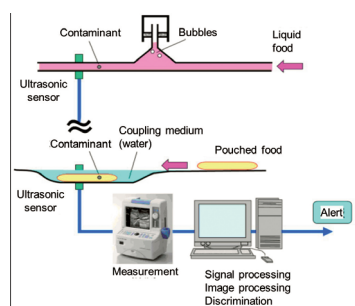 Contaminant
Bubbles
Liquid
food
Ultrasonic
sensor
Coupling medium
(water)
Contaminant
Pouched food
Ultrasonic
sensor
Alert
Measurement
Signal processing
Image processing
Discrimination